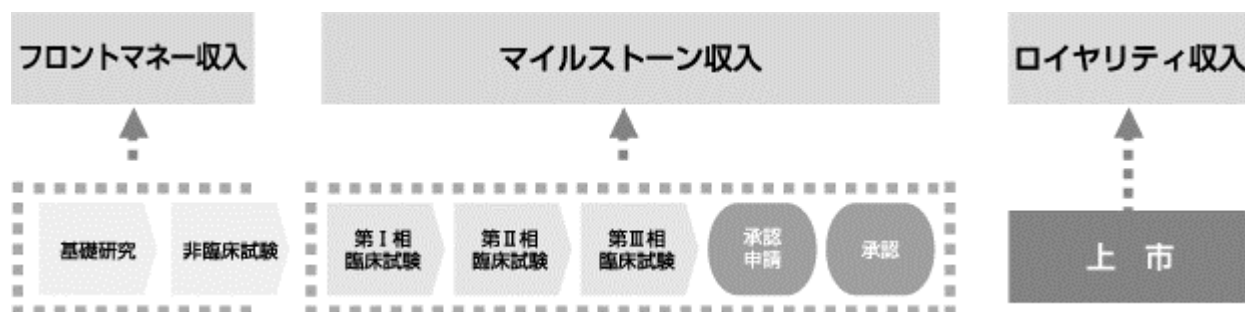 フロントマネー収入
マイルストーン収入
ロイヤリティ収入
基礎研究
非臨床試験
第Ⅰ相
臨床試験
第Ⅱ相
臨床試験
第Ⅲ相
臨床試験
承認
申請
承認
上 市